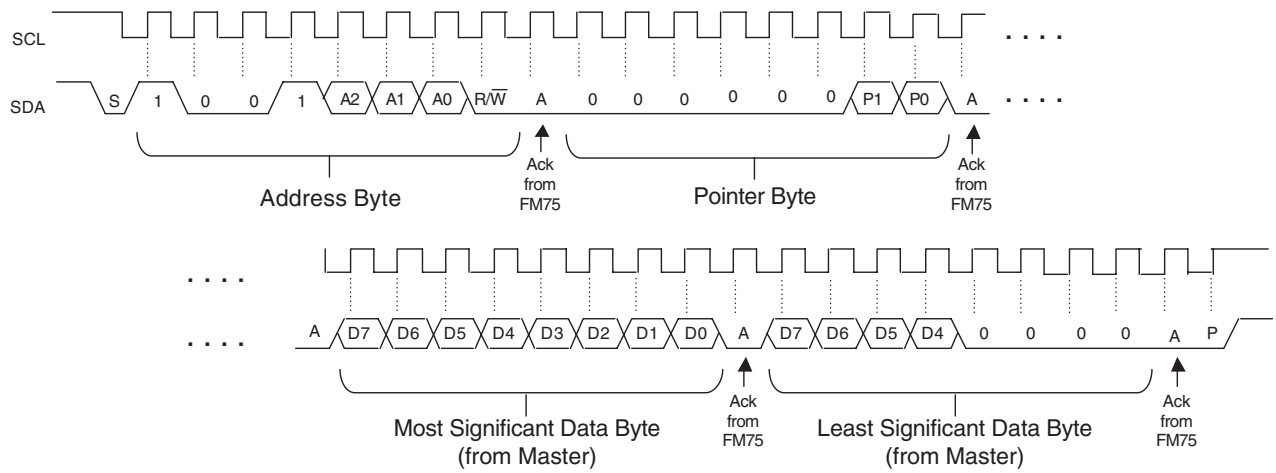 SCL
. . . .
SDA S 1 0 0 1 A2 A1 A0 R/W̅ A 0 0 0 0 0 0 P1 P0 A . . . .
Ack from FM75
Ack from FM75
Address Byte
Pointer Byte
. . . .
. . . . A D7 D6 D5 D4 D3 D2 D1 D0 A D7 D6 D5 D4 0 0 0 0 A P
Ack from FM75
Ack from FM75
Most Significant Data Byte
(from Master)
Least Significant Data Byte
(from Master)